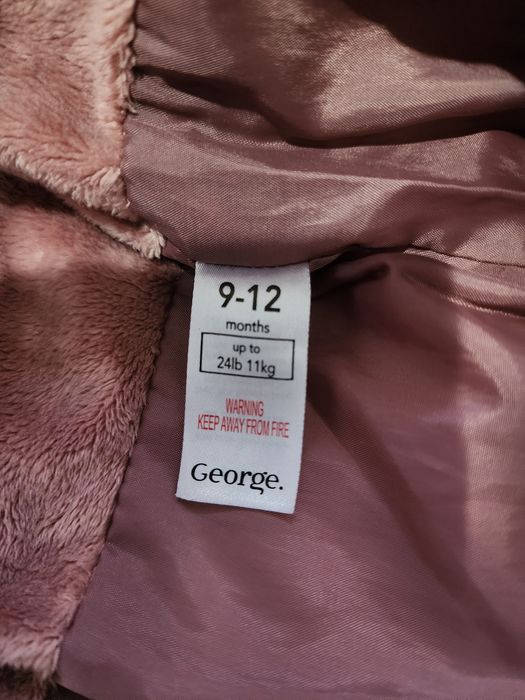 9-12
months
up to
24lb 11kg
WARNING
KEEP AWAY FROM FIRE
George.